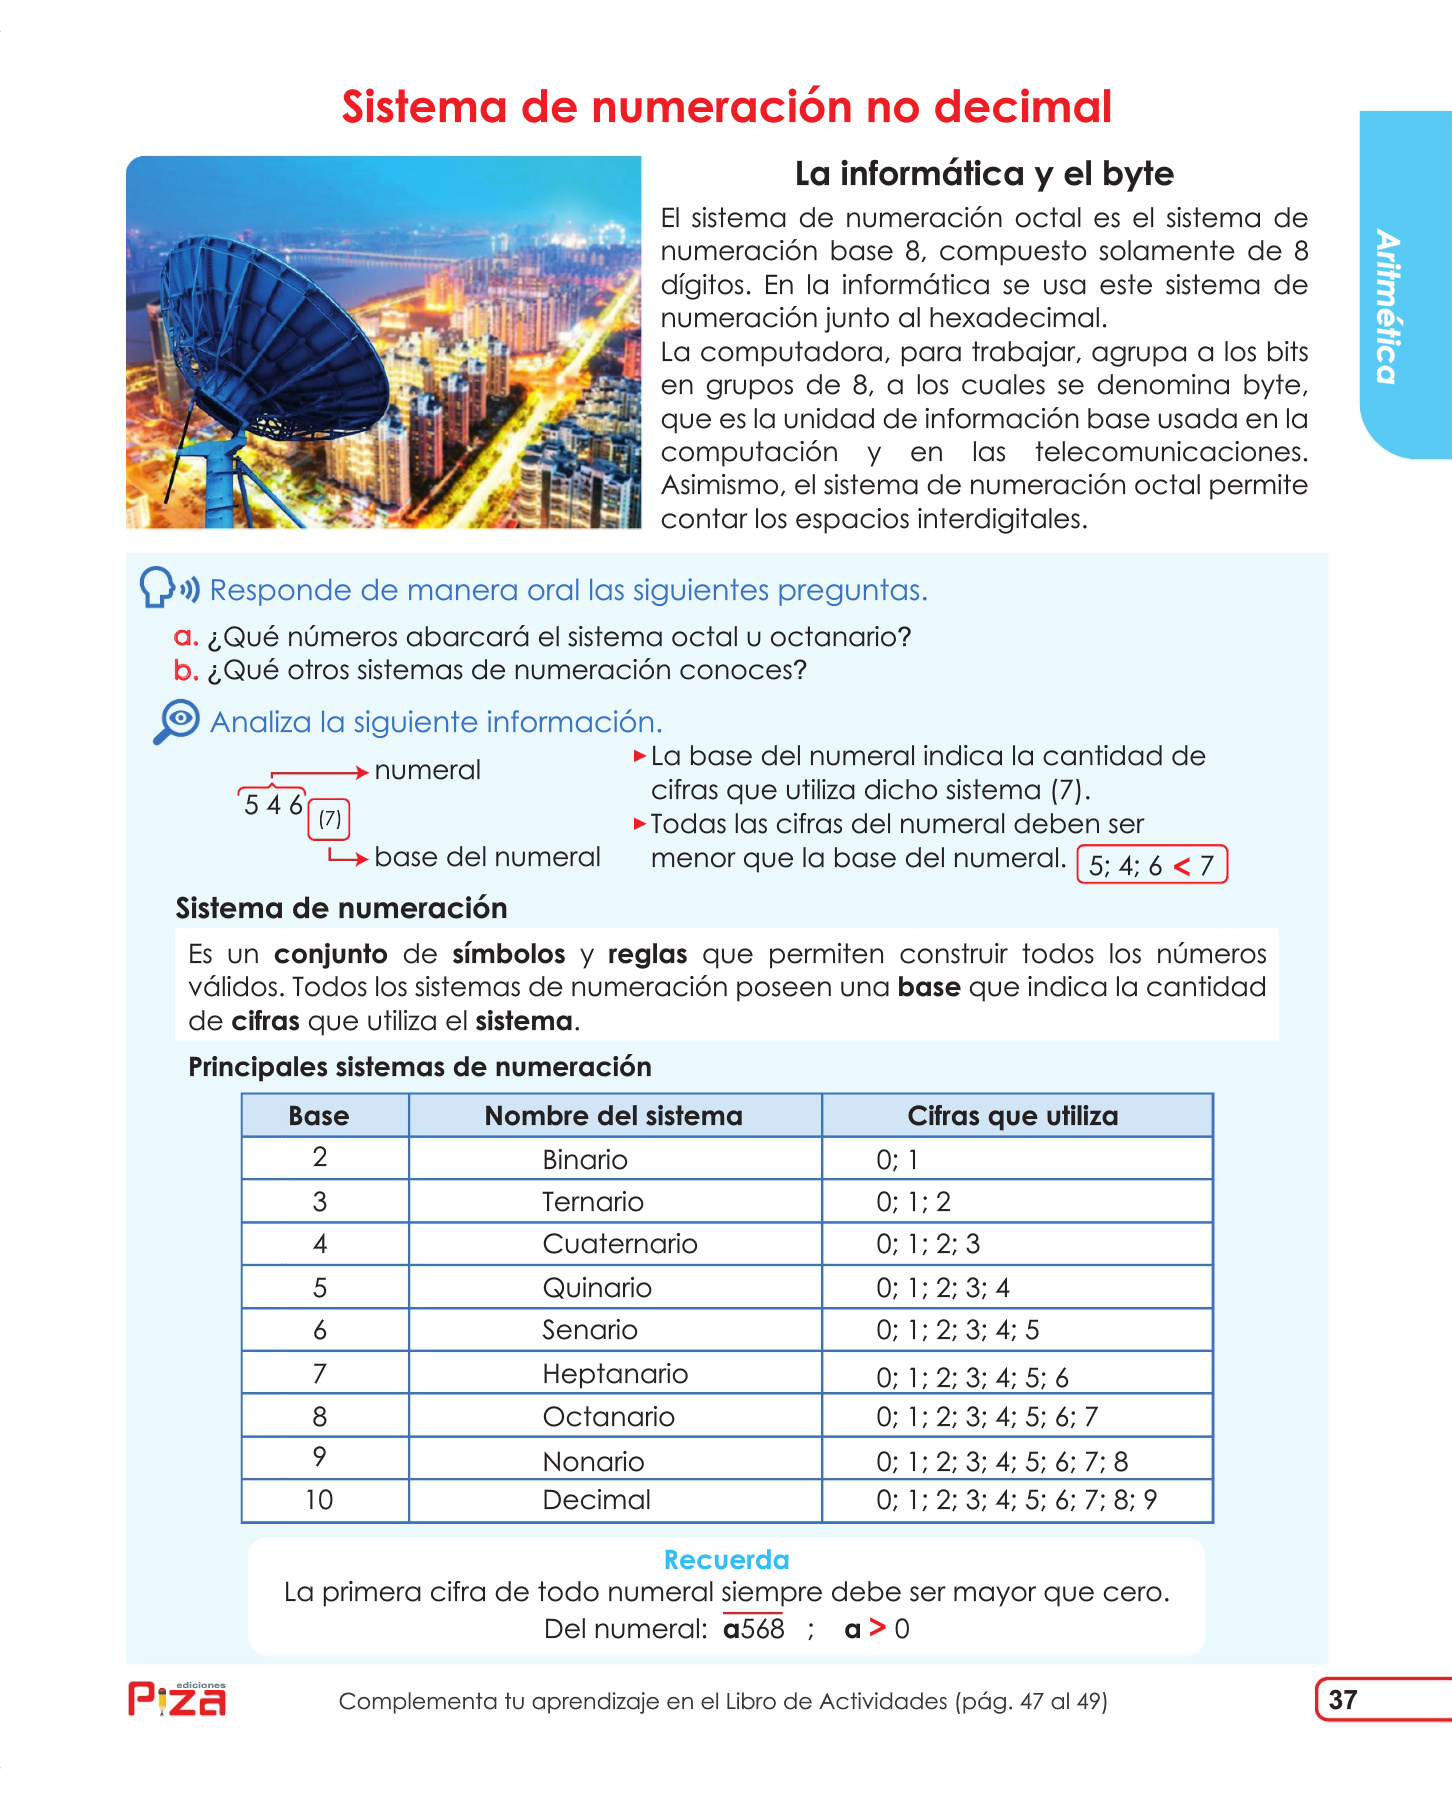 Sistema de numeración no decimal
La informática y el byte
El sistema de numeración octal es el sistema de
numeración base 8, compuesto solamente de 8
dígitos. En la informática se usa este sistema de
numeración junto al hexadecimal.
La computadora, para trabajar, agrupa a los bits
en grupos de 8, a los cuales se denomina byte,
que es la unidad de información base usada en la
computación y en las telecomunicaciones.
Asimismo, el sistema de numeración octal permite
contar los espacios interdigitales.
Aritmética
Responde de manera oral las siguientes preguntas.
a. ¿Qué números abarcará el sistema octal u octanario?
b. ¿Qué otros sistemas de numeración conoces?
Analiza la siguiente información.
numeral
5 4 6 (7)
base del numeral
▸La base del numeral indica la cantidad de
cifras que utiliza dicho sistema (7).
▸Todas las cifras del numeral deben ser
menor que la base del numeral. 5; 4; 6 < 7
Sistema de numeración
Es un conjunto de símbolos y reglas que permiten construir todos los números
válidos. Todos los sistemas de numeración poseen una base que indica la cantidad
de cifras que utiliza el sistema.
Principales sistemas de numeración
Base Nombre del sistema Cifras que utiliza
2 Binario 0; 1
3 Ternario 0; 1; 2
4 Cuaternario 0; 1; 2; 3
5 Quinario 0; 1; 2; 3; 4
6 Senario 0; 1; 2; 3; 4; 5
7 Heptanario 0; 1; 2; 3; 4; 5; 6
8 Octanario 0; 1; 2; 3; 4; 5; 6; 7
9 Nonario 0; 1; 2; 3; 4; 5; 6; 7; 8
10 Decimal 0; 1; 2; 3; 4; 5; 6; 7; 8; 9
Recuerda
La primera cifra de todo numeral siempre debe ser mayor que cero.
Del numeral: a568 ; a > 0
ediciones
Piza
Complementa tu aprendizaje en el Libro de Actividades (pág. 47 al 49)
37